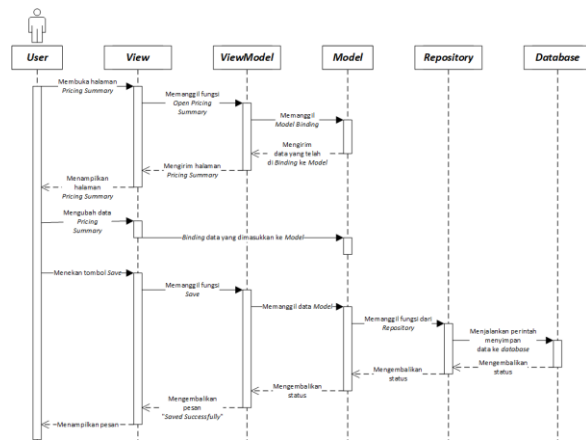 User
View
ViewModel
Model
Repository
Database
Membuka halaman
Pricing Summary
Memanggil fungsi
Open Pricing
Summary
Memanggil
Model Binding
Mengirim
data yang telah
di Binding ke Model
Mengirim halaman
Pricing Summary
Menampilkan
halaman
Pricing Summary
Mengubah data
Pricing
Summary
Binding data yang dimasukkan ke Model
Menekan tombol Save
Memanggil fungsi
Save
Memanggil data Model
Memanggil fungsi dari
Repository
Menjalankan perintah
menyimpan
data ke database
Mengembalikan
status
Mengembalikan
status
Mengembalikan
status
Mengembalikan
pesan
"Saved Successfully"
Menampilkan pesan